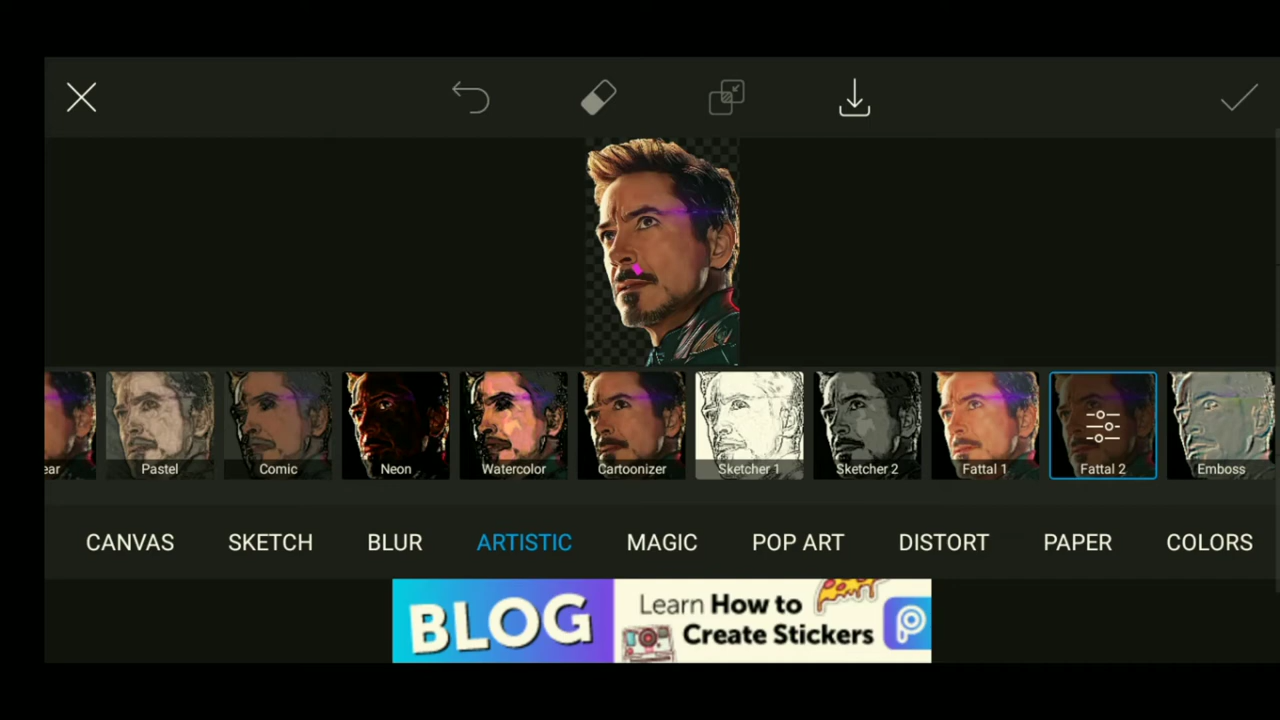 ear
Pastel
Comic
Neon
Watercolor
Cartoonizer
Sketcher 1
Sketcher 2
Fattal 1
Fattal 2
Emboss
CANVAS
SKETCH
BLUR
ARTISTIC
MAGIC
POP ART
DISTORT
PAPER
COLORS
BLOG
Learn How to
Create Stickers